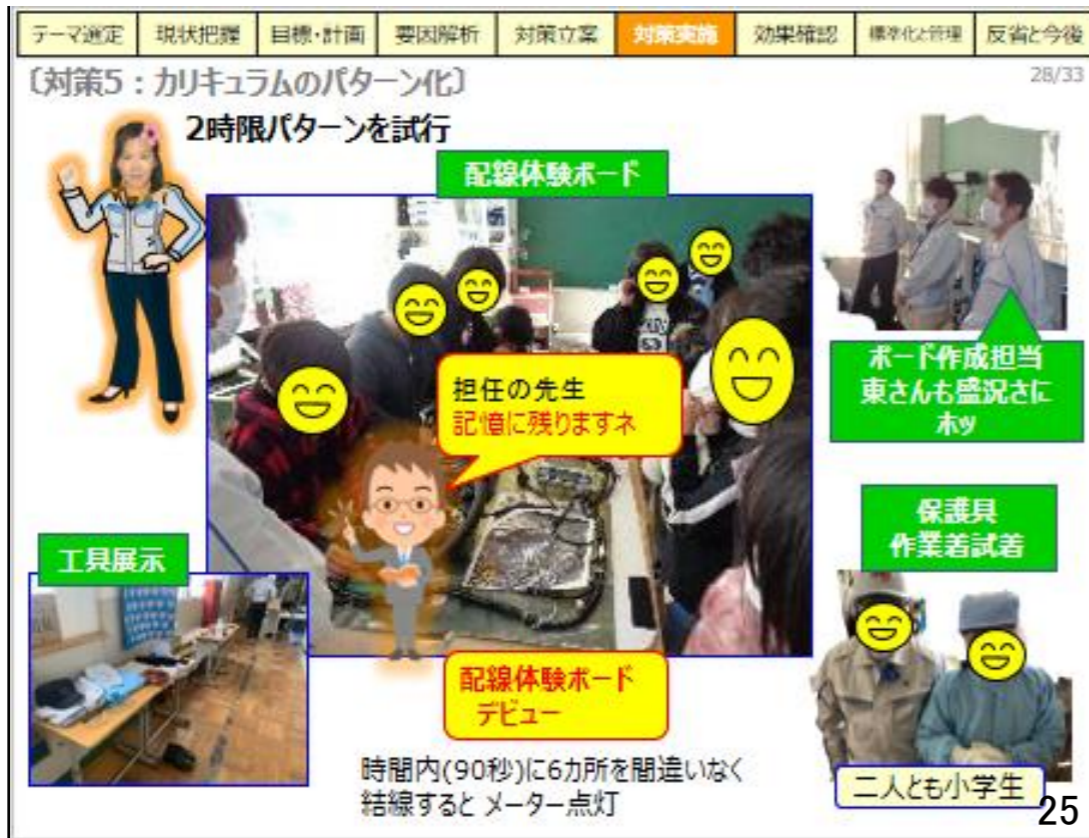 テーマ選定 現状把握 目標・計画 要因解析 対策立案 対策実施 効果確認 標準化と管理 反省と今後
〔対策5：カリキュラムのパターン化〕
28/33
2時限パターンを試行
配線体験ボード
担任の先生
記憶に残りますネ
ボード作成担当
東さんも盛況さに
ホッ
工具展示
保護具
作業着試着
配線体験ボード
デビュー
時間内(90秒)に6カ所を間違いなく
結線すると メーター点灯
二人とも小学生
25